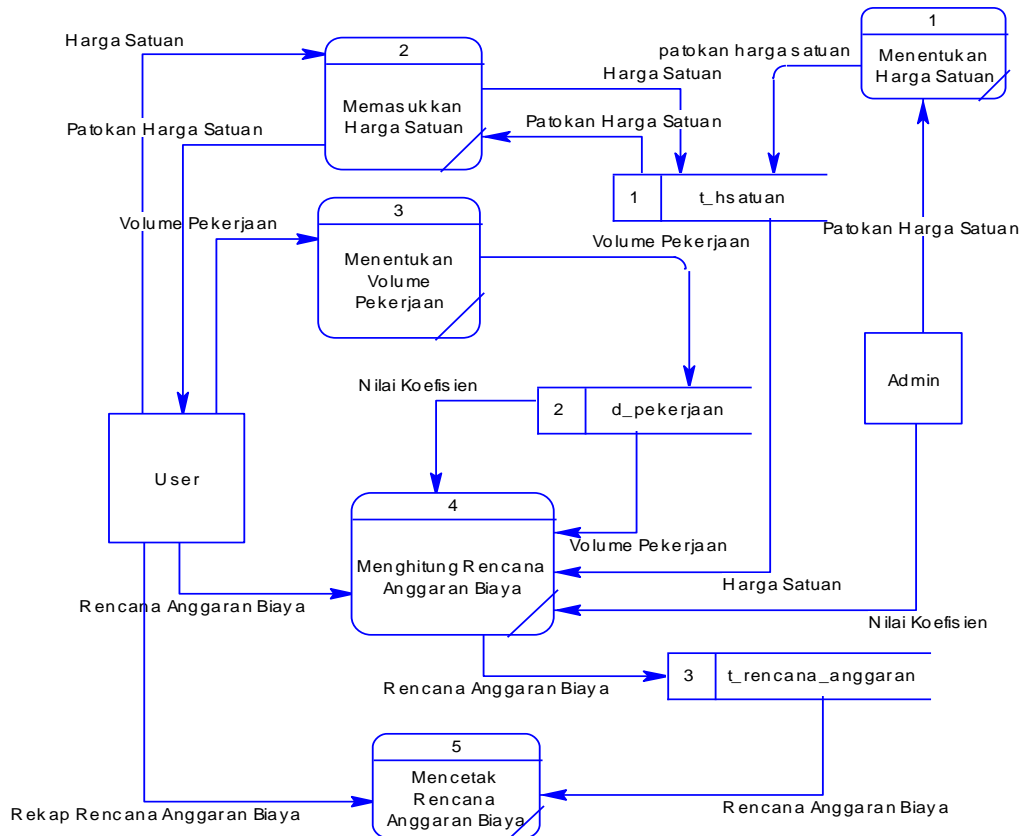 1
Harga Satuan
2
patokan harga satuan
Menentukan
Harga Satuan
Harga Satuan
Memasukkan
Harga Satuan
Patokan Harga Satuan
Patokan Harga Satuan
1
t_hsatuan
3
Volume Pekerjaan
Patokan Harga Satuan
Volume Pekerjaan
Menentukan
Volume
Pekerjaan
Admin
Nilai Koefisien
2
d_pekerjaan
User
4
Volume Pekerjaan
Menghitung Rencana
Anggaran Biaya
Harga Satuan
Rencana Anggaran Biaya
Nilai Koefisien
3
t_rencana_anggaran
Rencana Anggaran Biaya
5
Mencetak
Rencana
Anggaran Biaya
Rekap Rencana Anggaran Biaya
Rencana Anggaran Biaya